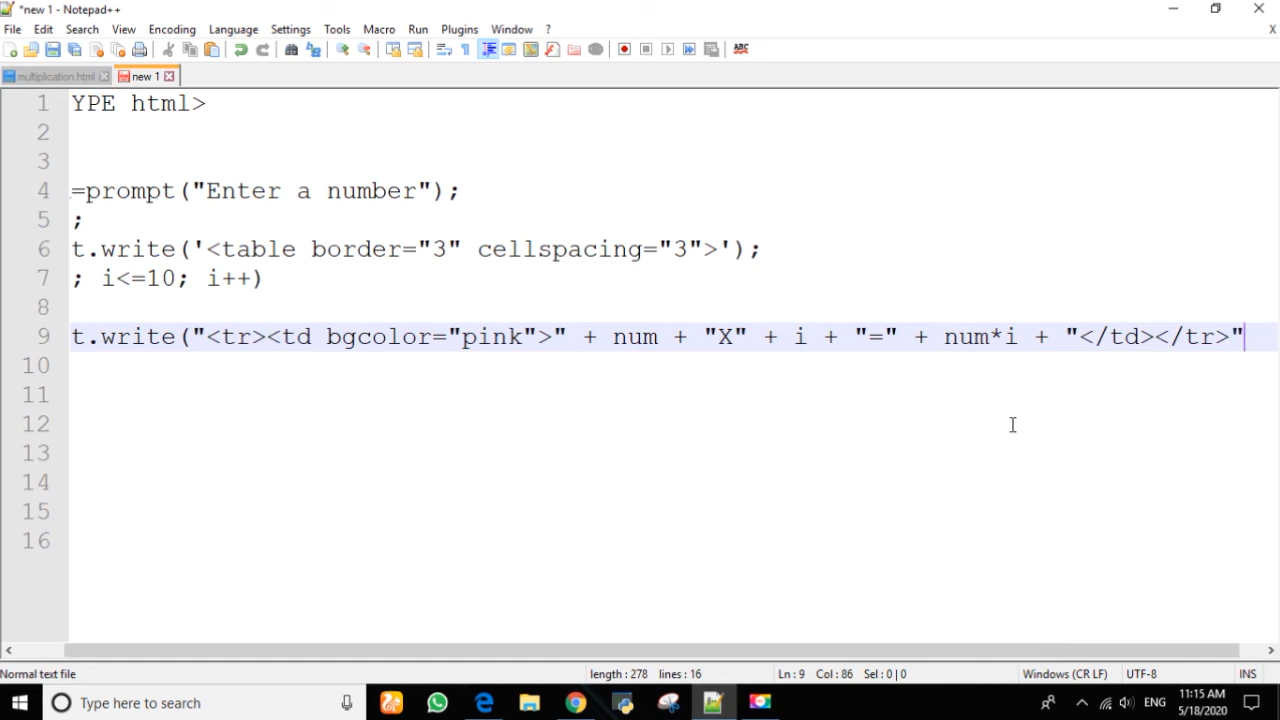 *new 1 - Notepad++
File Edit Search View Encoding Language Settings Tools Macro Run Plugins Window ?
X
ABC
multiplication.html new 1
1 YPE html>
2
3
4 =prompt("Enter a number");
5 ;
6 t.write('<table border="3" cellspacing="3">');
7 ; i<=10; i++)
8
9 t.write("<tr><td bgcolor="pink">" + num + "X" + i + "=" + num*i + "</td></tr>"
10
11
12
13
14
15
16
Normal text file length : 278 lines : 16 Ln : 9 Col : 86 Sel : 0 | 0 Windows (CR LF) UTF-8 INS
Type here to search ENG 11:15 AM
5/18/2020